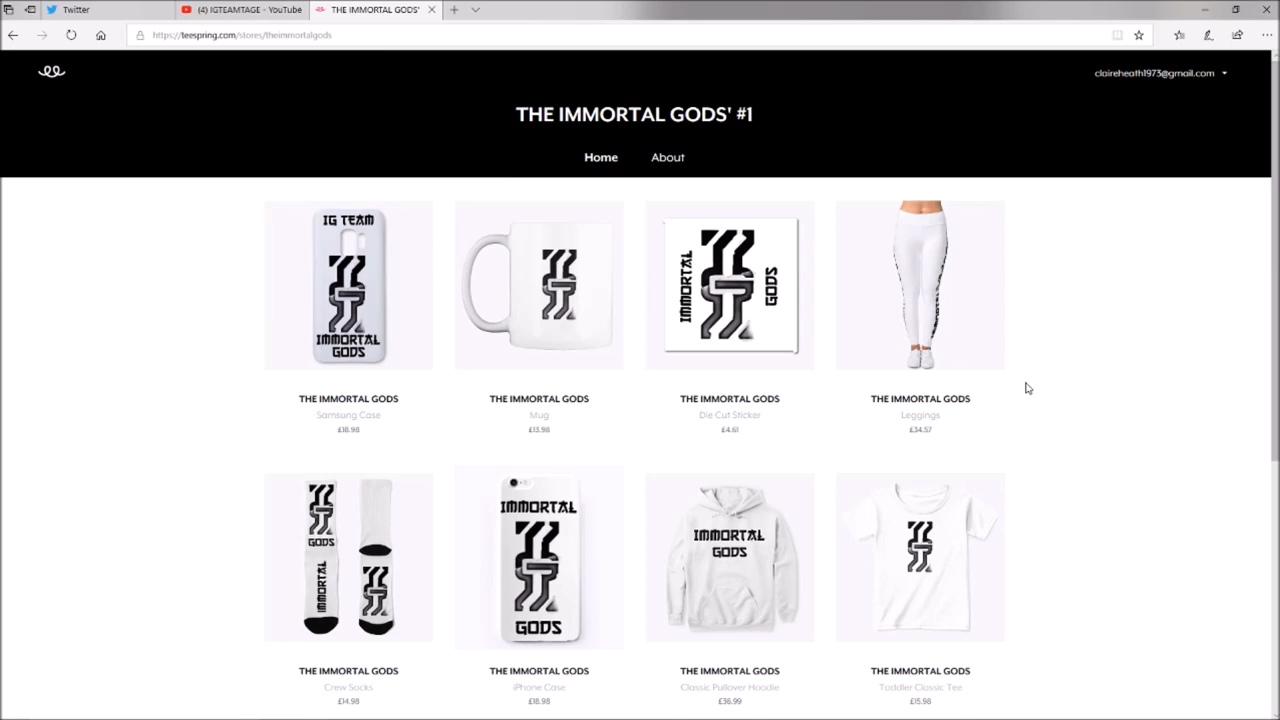 Twitter
(4) IGTEAMTAGE - YouTube
THE IMMORTAL GODS'
https://teespring.com/stores/theimmortalgods
claireheath1973@gmail.com
THE IMMORTAL GODS' #1
Home
About
IG TEAM
IMMORTAL
GODS
IMMORTAL
GODS
THE IMMORTAL GODS
Samsung Case
£18.98
THE IMMORTAL GODS
Mug
£13.98
THE IMMORTAL GODS
Die Cut Sticker
£4.61
THE IMMORTAL GODS
Leggings
£34.57
GODS
IMMORTAL
IMMORTAL
GODS
IMMORTAL
GODS
THE IMMORTAL GODS
Crew Socks
£14.98
THE IMMORTAL GODS
iPhone Case
£18.98
THE IMMORTAL GODS
Classic Pullover Hoodie
£36.99
THE IMMORTAL GODS
Toddler Classic Tee
£15.98